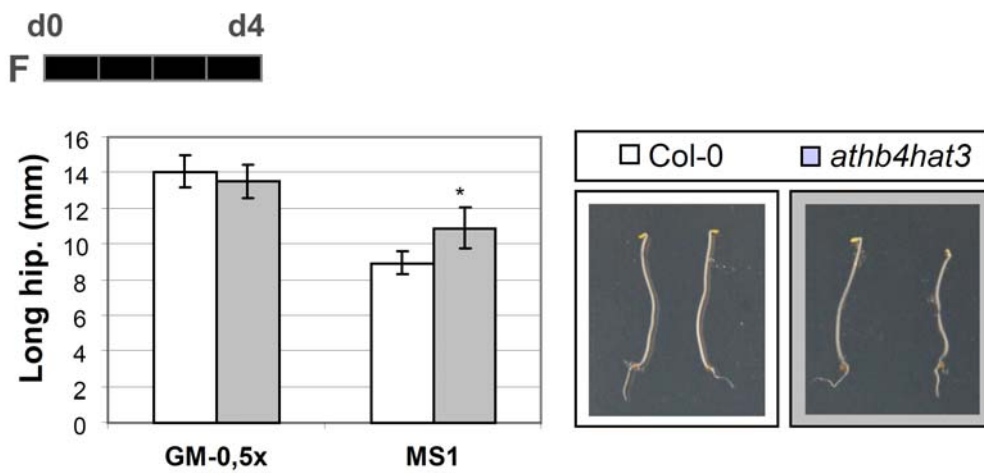 d0 d4
F
Long hip. (mm)
16
14
12
10
8
6
4
2
0
*
GM-0,5x MS1
Col-0 athb4hat3